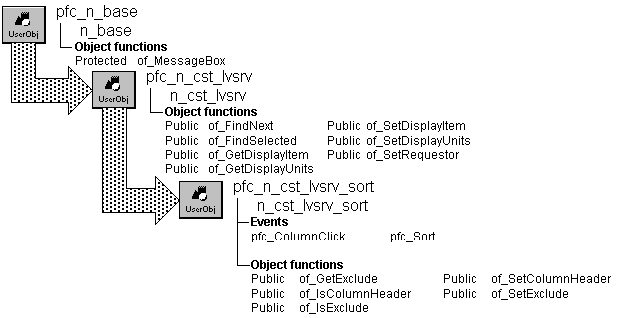 pfc_n_base
n_base
UserObj
Object functions
Protected of_MessageBox
pfc_n_cst_lvsrv
n_cst_lvsrv
UserObj
Object functions
Public of_FindNext Public of_SetDisplayItem
Public of_FindSelected Public of_SetDisplayUnits
Public of_GetDisplayItem Public of_SetRequestor
Public of_GetDisplayUnits
pfc_n_cst_lvsrv_sort
n_cst_lvsrv_sort
UserObj
Events
pfc_ColumnClick pfc_Sort
Object functions
Public of_GetExclude Public of_SetColumnHeader
Public of_IsColumnHeader Public of_SetExclude
Public of_IsExclude